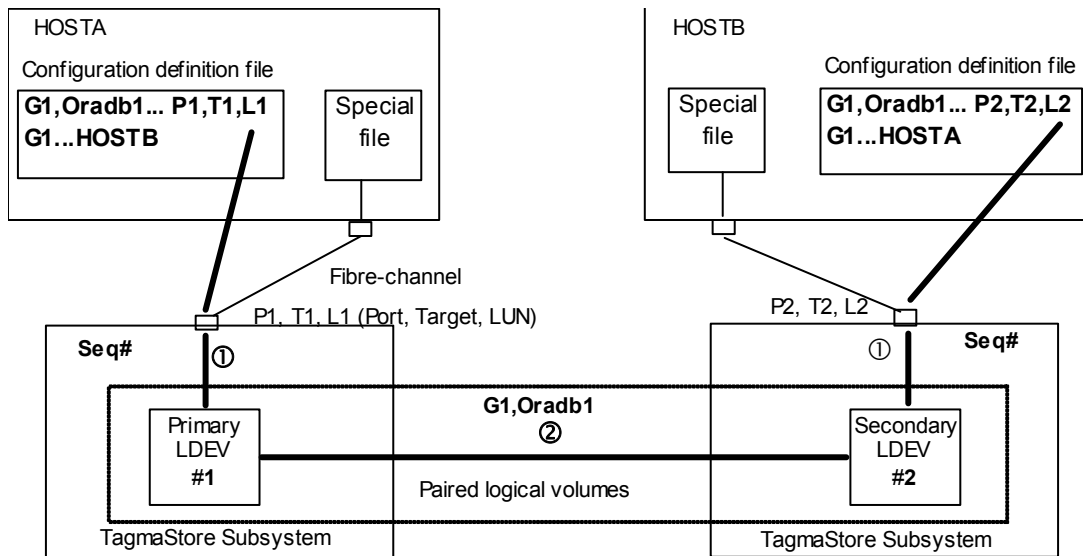 HOSTA
Configuration definition file
G1,Oradb1... P1,T1,L1
G1...HOSTB
Special
file
HOSTB
Configuration definition file
Special
file
G1,Oradb1... P2,T2,L2
G1...HOSTA
Fibre-channel
P1, T1, L1 (Port, Target, LUN)
P2, T2, L2
Seq#
①
①
Seq#
G1,Oradb1
②
Primary
LDEV
#1
Secondary
LDEV
#2
Paired logical volumes
TagmaStore Subsystem
TagmaStore Subsystem